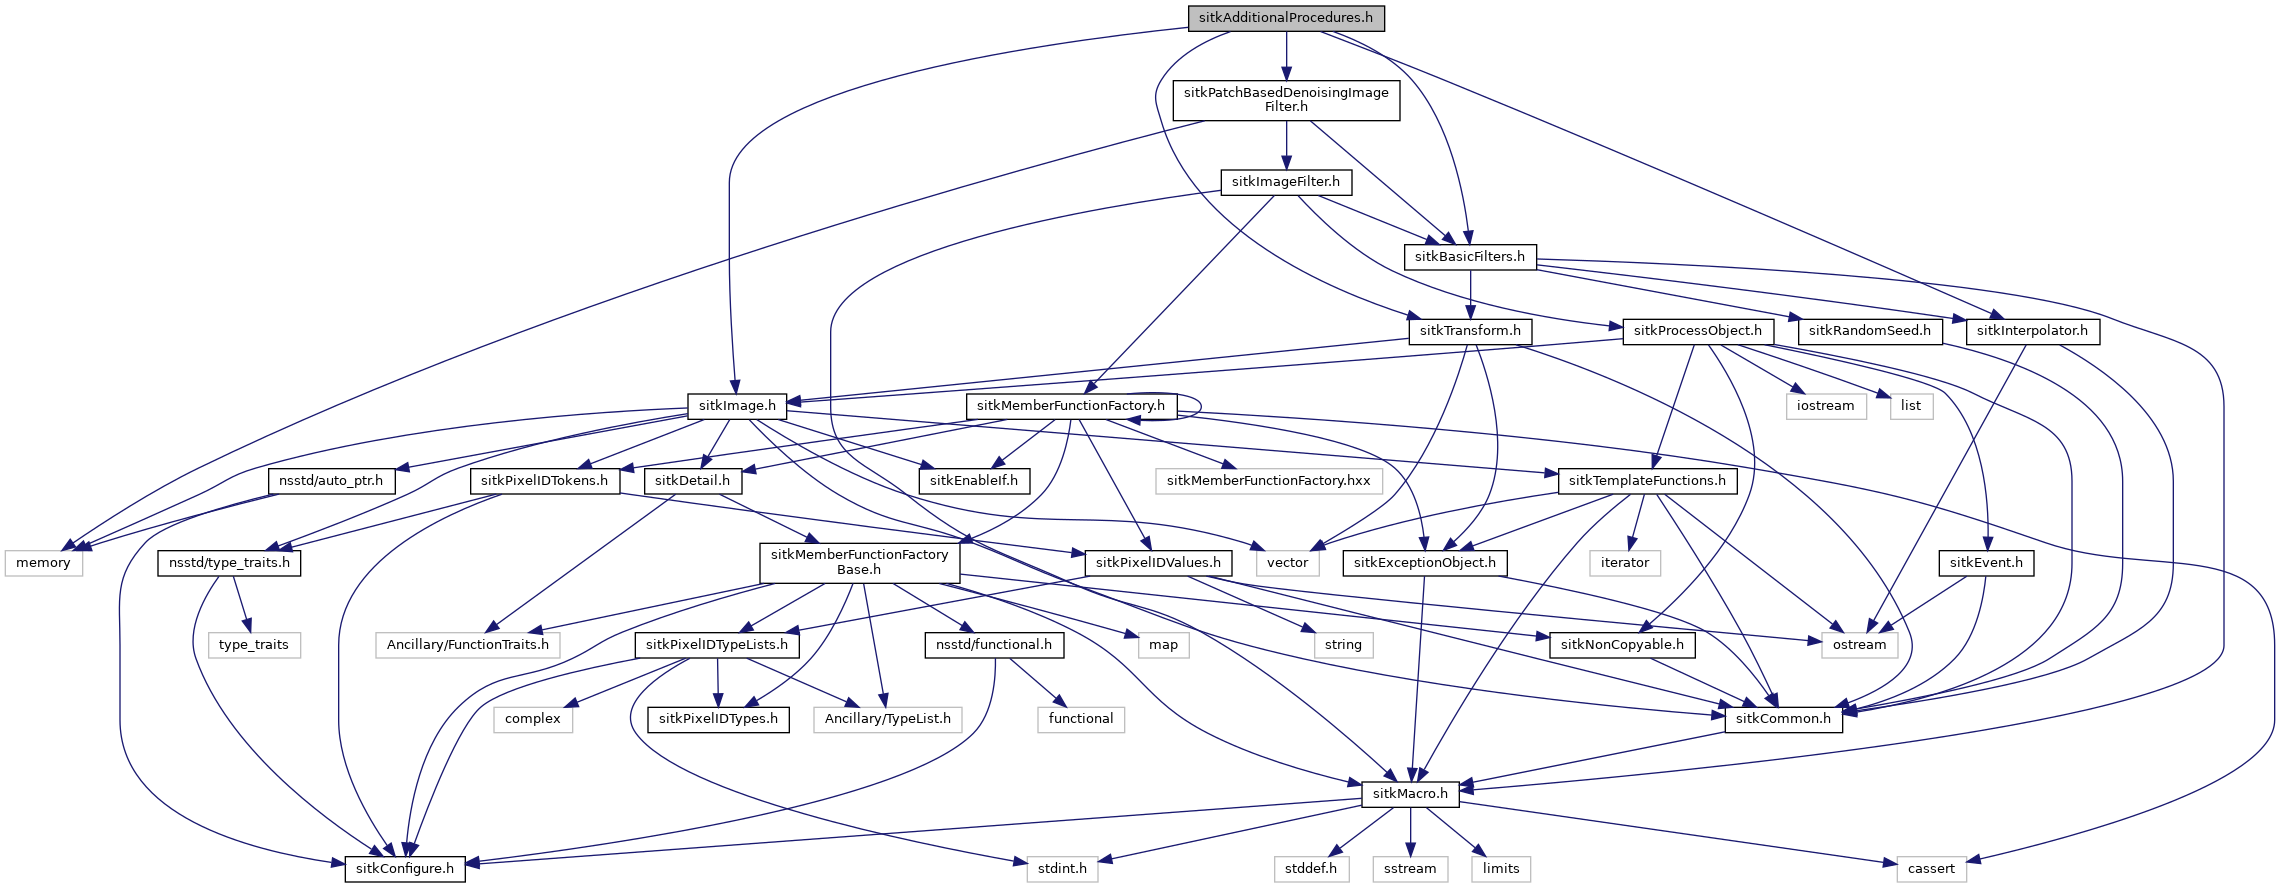 sitkAdditionalProcedures.h
sitkPatchBasedDenoisingImage
Filter.h
sitkImageFilter.h
sitkBasicFilters.h
sitkTransform.h
sitkProcessObject.h
sitkRandomSeed.h
sitkInterpolator.h
sitkImage.h
sitkMemberFunctionFactory.h
iostream
list
nsstd/auto_ptr.h
sitkPixelIDTokens.h
sitkDetail.h
sitkEnableIf.h
sitkMemberFunctionFactory.hxx
sitkTemplateFunctions.h
memory
nsstd/type_traits.h
sitkMemberFunctionFactory
Base.h
sitkPixelIDValues.h
vector
sitkExceptionObject.h
iterator
sitkEvent.h
type_traits
Ancillary/FunctionTraits.h
sitkPixelIDTypeLists.h
nsstd/functional.h
map
string
sitkNonCopyable.h
ostream
complex
sitkPixelIDTypes.h
Ancillary/TypeList.h
functional
sitkCommon.h
sitkMacro.h
sitkConfigure.h
stdint.h
stddef.h
sstream
limits
cassert